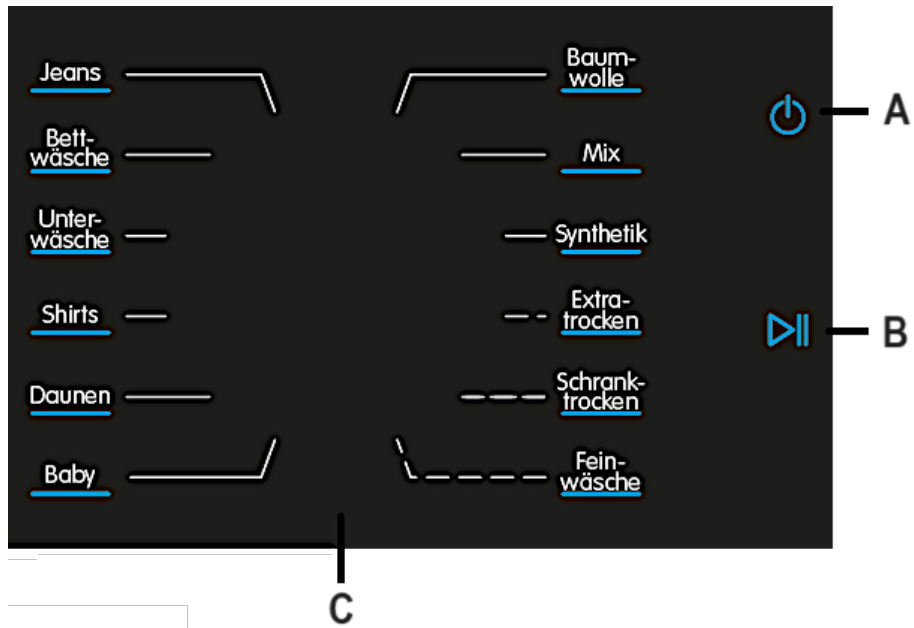 Jeans
Bett-
wäsche
Unter-
wäsche
Shirts
Daunen
Baby
Baum-
wolle
Mix
Synthetik
Extra-
trocken
Schrank-
trocken
Fein-
wäsche
A
B
C